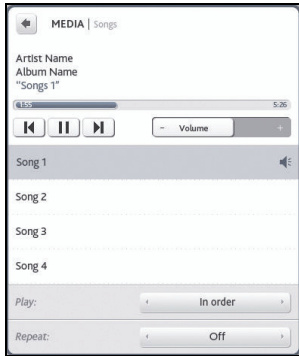 MEDIA | Songs
Artist Name
Album Name
"Songs 1"
1:55 5:26
- Volume +
Song 1
Song 2
Song 3
Song 4
Play: ‹ In order ›
Repeat: ‹ Off ›